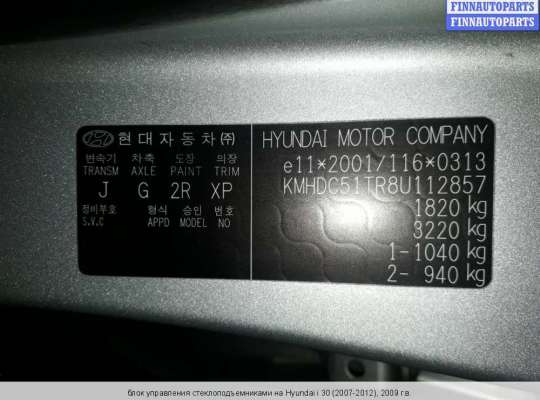 FINNAUTOPARTS
FINNAUTOPARTS
현대자동차㈜
변속기 차축 도장 의장
TRANSM AXLE PAINT TRIM
J G 2R XP
정비부호 형식 승인 번호
S.V.C APPD MODEL NO
HYUNDAI MOTOR COMPANY
e11*2001/116*0313
KMHDC51TR8U112857
1820 kg
3220 kg
1- 1040 kg
2- 940 kg
блок управления стеклоподъемниками на Hyundai i 30 (2007-2012), 2009 г.в.